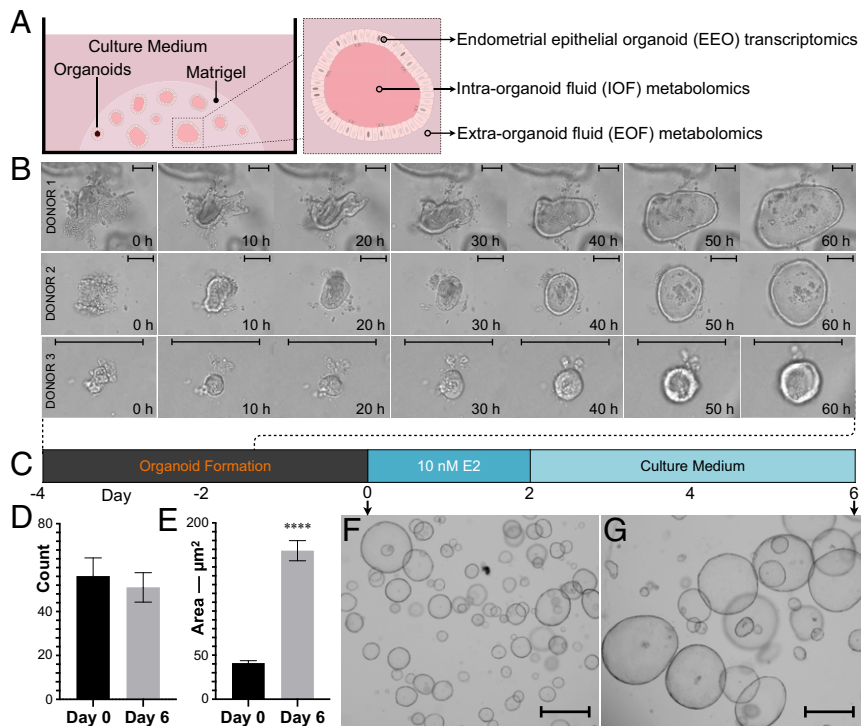 A
Culture Medium
Organoids
Matrigel
Endometrial epithelial organoid (EEO) transcriptomics
Intra-organoid fluid (IOF) metabolomics
Extra-organoid fluid (EOF) metabolomics
B
DONOR 1
0 h
10 h
20 h
30 h
40 h
50 h
60 h
DONOR 2
0 h
10 h
20 h
30 h
40 h
50 h
60 h
DONOR 3
0 h
10 h
20 h
30 h
40 h
50 h
60 h
C
Organoid Formation
10 nM E2
Culture Medium
-4
Day
-2
0
2
4
6
D
Count
80
60
40
20
0
Day 0
Day 6
E
Area — µm²
200
150
100
50
0
****
Day 0
Day 6
F
G